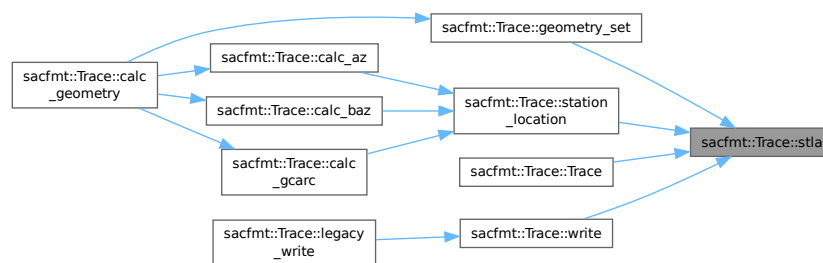 sacfmt::Trace::geometry_set
sacfmt::Trace::calc_az
sacfmt::Trace::calc
_geometry
sacfmt::Trace::calc_baz
sacfmt::Trace::station
_location
sacfmt::Trace::stla
sacfmt::Trace::calc
_gcarc
sacfmt::Trace::Trace
sacfmt::Trace::write
sacfmt::Trace::legacy
_write